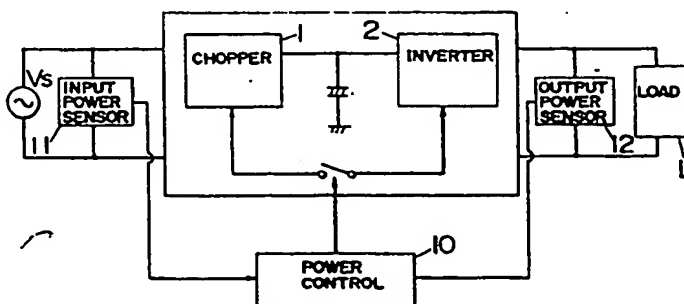 1
2
CHOPPER
INVERTER
Vs
INPUT
POWER
SENSOR
11
OUTPUT
POWER
SENSOR
12
LOAD
L
10
POWER
CONTROL